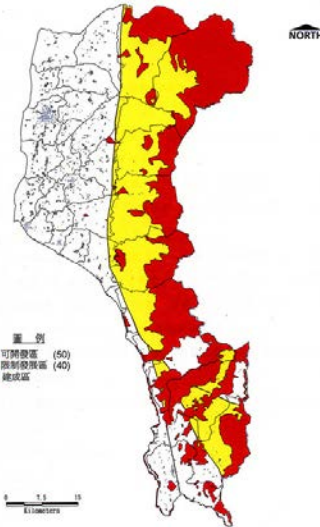 NORTH
圖 例
可開發區 (50)
限制發展區 (40)
建成區
0 7.5 15
Kilometers